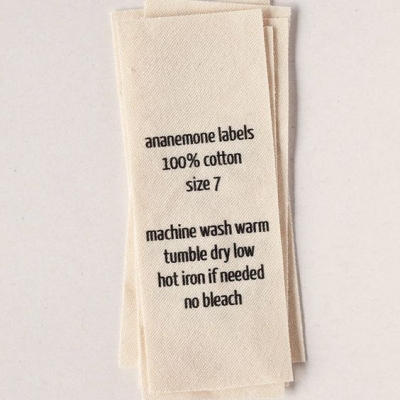 ananemone labels
100% cotton
size 7
machine wash warm
tumble dry low
hot iron if needed
no bleach